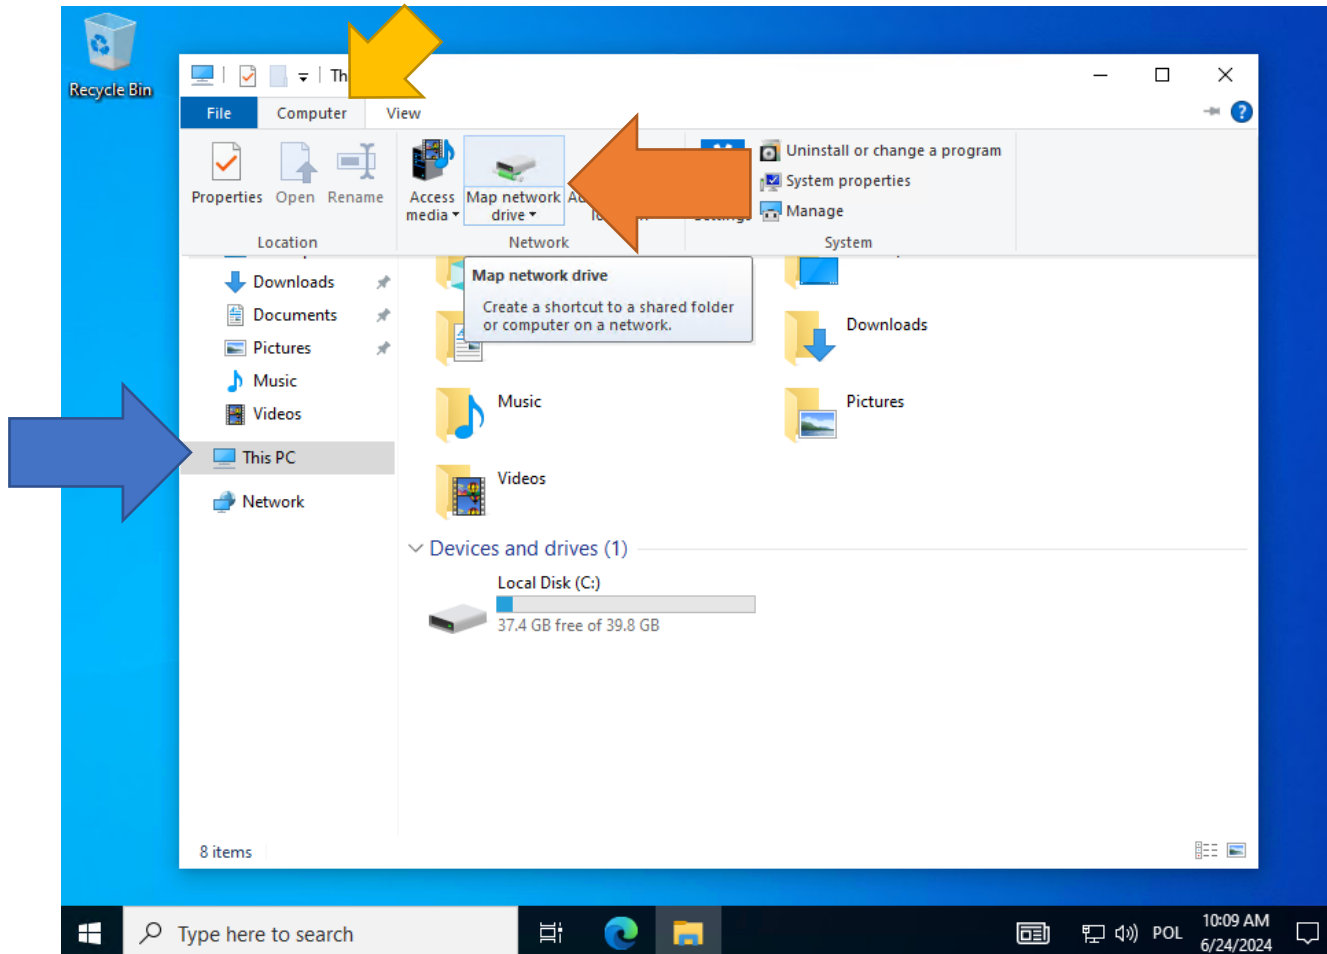 Recycle Bin
Th
File
Computer
View
Properties
Open
Rename
Access
media
Map network
drive
Uninstall or change a program
System properties
Manage
Location
Network
System
Map network drive
Create a shortcut to a shared folder
or computer on a network.
Downloads
Documents
Pictures
Music
Videos
This PC
Network
Downloads
Music
Pictures
Videos
Devices and drives (1)
Local Disk (C:)
37.4 GB free of 39.8 GB
8 items
Type here to search
POL
10:09 AM
6/24/2024